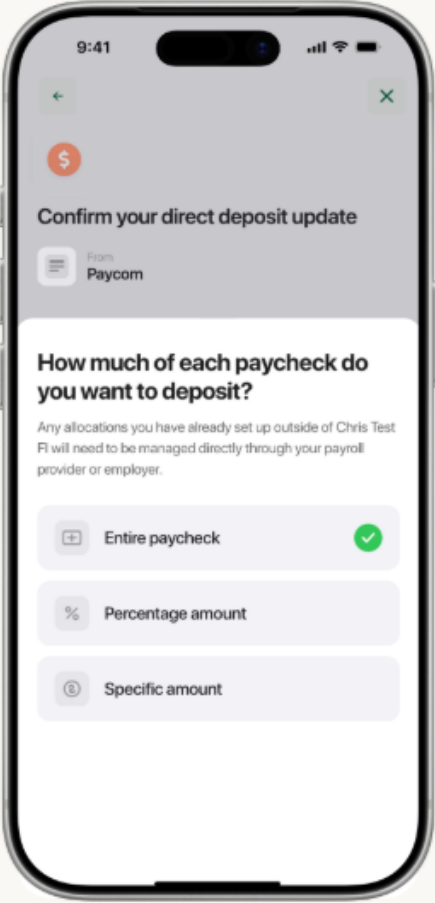 9:41
$
Confirm your direct deposit update
From
Paycom
How much of each paycheck do
you want to deposit?
Any allocations you have already set up outside of Chris Test
FI will need to be managed directly through your payroll
provider or employer.
Entire paycheck
% Percentage amount
Specific amount